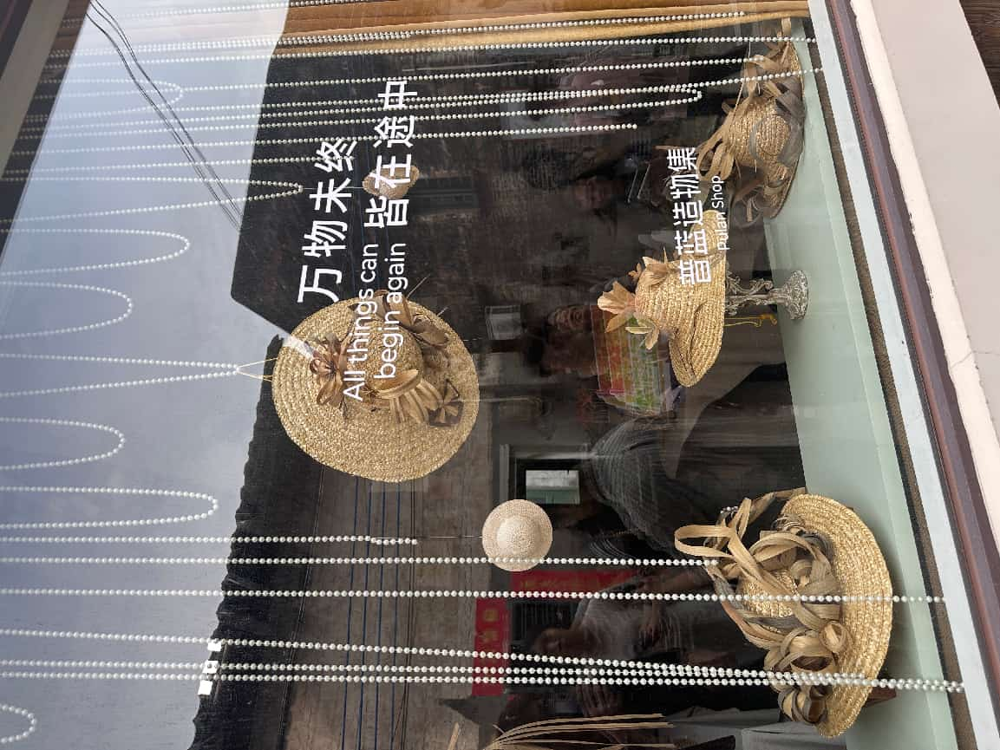 万物未终
皆在途中
All things can
begin again
普蓝造物集
Pulan Shop